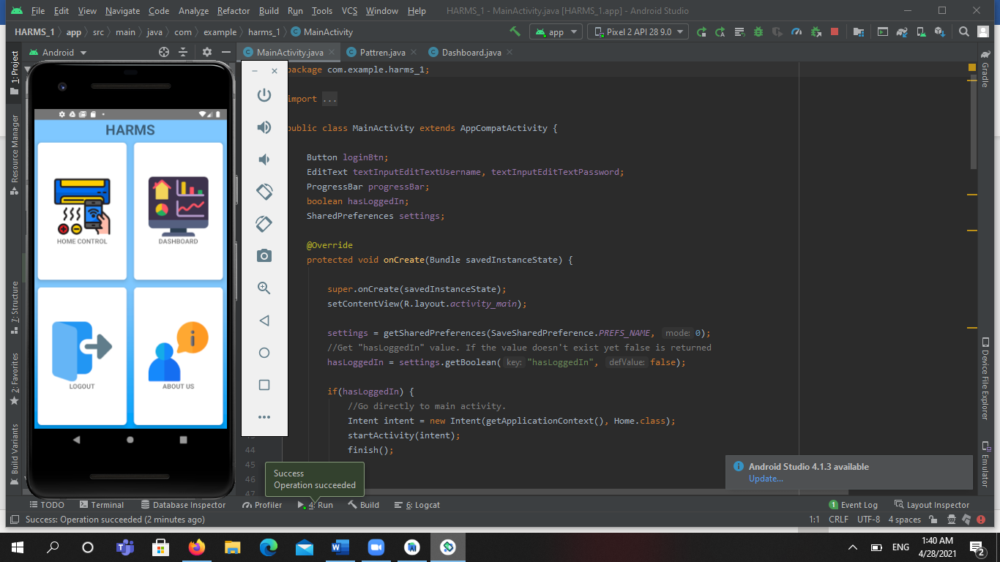 File Edit View Navigate Code Analyze Refactor Build Run Tools VCS Window Help HARMS_1 - MainActivity.java [HARMS_1.app] - Android Studio
HARMS_1 app src main java com example harms_1 MainActivity app Pixel 2 API 28 9.0
Android MainActivity.java Pattren.java Dashboard.java
1: Project
Resource Manager
7: Structure
2: Favorites
Build Variants
HARMS
HOME CONTROL
DASHBOARD
LOGOUT
ABOUT US
package com.example.harms_1;
import ...
public class MainActivity extends AppCompatActivity {
Button loginBtn;
EditText textInputEditTextUsername, textInputEditTextPassword;
ProgressBar progressBar;
boolean hasLoggedIn;
SharedPreferences settings;
@Override
protected void onCreate(Bundle savedInstanceState) {
super.onCreate(savedInstanceState);
setContentView(R.layout.activity_main);
settings = getSharedPreferences(SaveSharedPreference.PREFS_NAME, mode: 0);
//Get "hasLoggedIn" value. If the value doesn't exist yet false is returned
hasLoggedIn = settings.getBoolean( key: "hasLoggedIn", defValue: false);
if(hasLoggedIn) {
//Go directly to main activity.
Intent intent = new Intent(getApplicationContext(), Home.class);
startActivity(intent);
44 finish();
45
46
47
Gradle
Device File Explorer
Emulator
Success
Operation succeeded
Android Studio 4.1.3 available
Update...
TODO Terminal Database Inspector Profiler 4: Run Build 6: Logcat 1 Event Log Layout Inspector
Success: Operation succeeded (2 minutes ago) 1:1 CRLF UTF-8 4 spaces
ENG
1:40 AM
4/28/2021
2